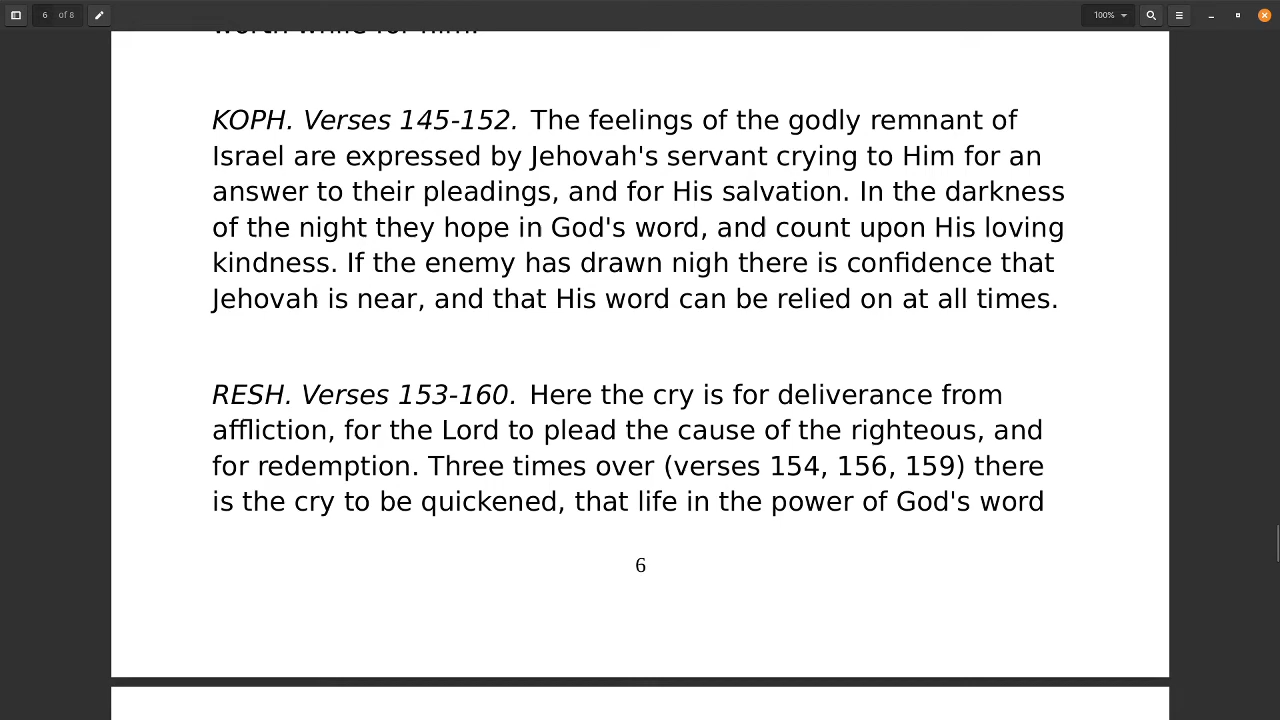 6 of 8
100%
worth while for him.
KOPH. Verses 145-152. The feelings of the godly remnant of
Israel are expressed by Jehovah's servant crying to Him for an
answer to their pleadings, and for His salvation. In the darkness
of the night they hope in God's word, and count upon His loving
kindness. If the enemy has drawn nigh there is confidence that
Jehovah is near, and that His word can be relied on at all times.
RESH. Verses 153-160. Here the cry is for deliverance from
affliction, for the Lord to plead the cause of the righteous, and
for redemption. Three times over (verses 154, 156, 159) there
is the cry to be quickened, that life in the power of God's word
6